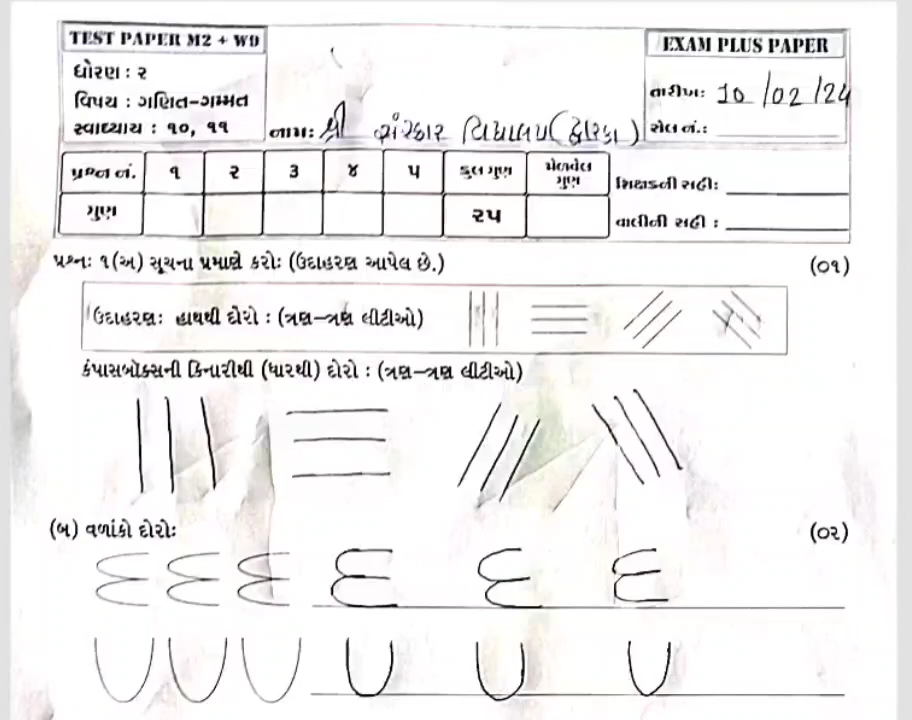 TEST PAPER M2 + W9
EXAM PLUS PAPER
ધોરણ : ૨
વિષય : ગણિત-ગમ્મત
તારીખ: 10/02/24
સ્વાધ્યાય : ૧૦, ૧૧
નામ: શ્રી સંસ્કાર વિદ્યાલય (દ્વારકા)
રોલ નં.:
પ્રશ્ન નં. ૧ ૨ ૩ ૪ ૫ કુલ ગુણ મેળવેલ ગુણ
શિક્ષકની સહી:
ગુણ ૨૫
વાલીની સહી :
પ્રશ્ન: ૧(અ) સૂચના પ્રમાણે કરો: (ઉદાહરણ આપેલ છે.) (૦૧)
ઉદાહરણ: હાથથી દોરો : (ત્રણ-ત્રણ લીટીઓ)
કંપાસબૉક્સની કિનારીથી (ધારથી) દોરો : (ત્રણ-ત્રણ લીટીઓ)
(બ) વળાંકો દોરો: (૦૨)